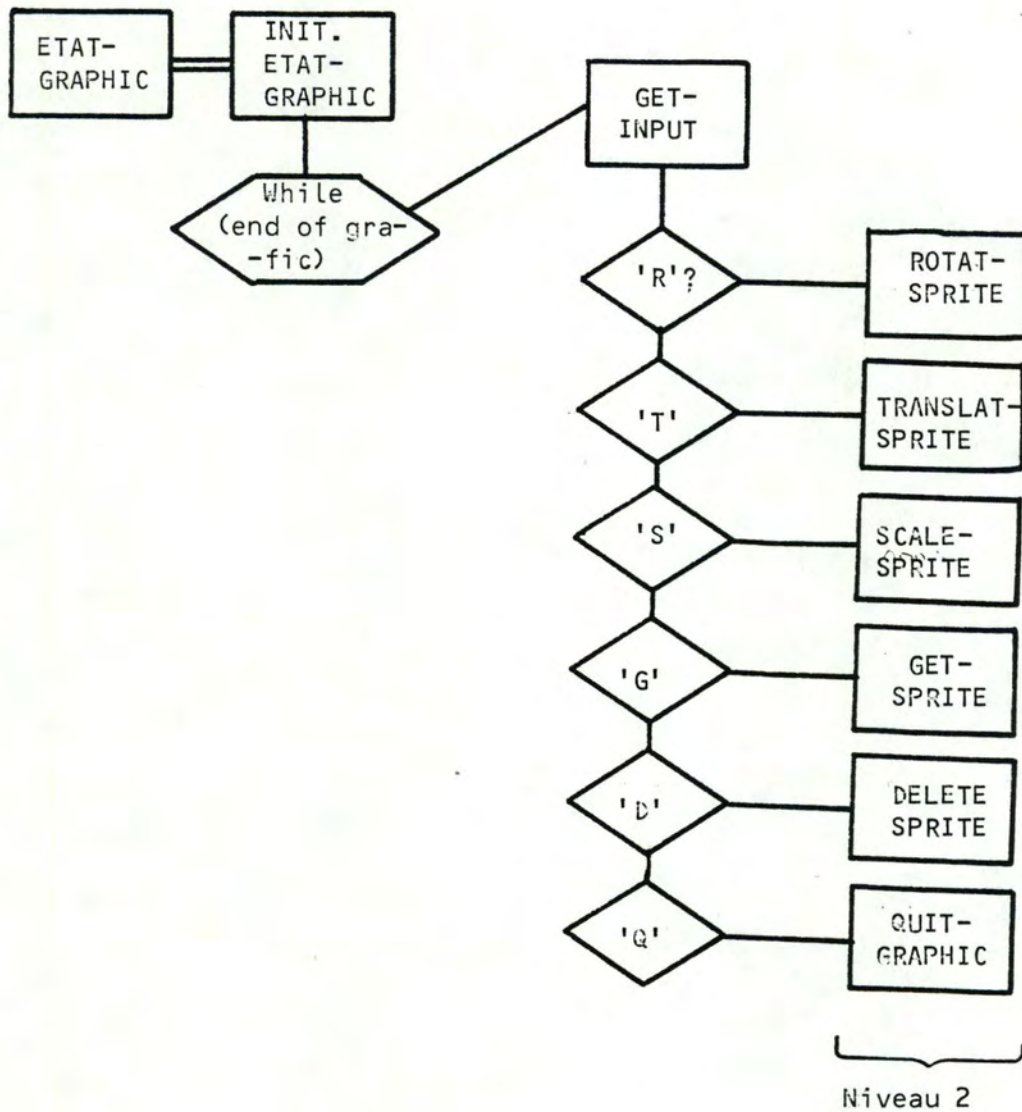 ETAT-
GRAPHIC
INIT.
ETAT-
GRAPHIC
While
(end of gra-
-fic)
GET-
INPUT
'R'?
ROTAT-
SPRITE
'T'
TRANSLAT-
SPRITE
'S'
SCALE-
SPRITE
'G'
GET-
SPRITE
'D'
DELETE
SPRITE
'Q'
QUIT-
GRAPHIC
Niveau 2